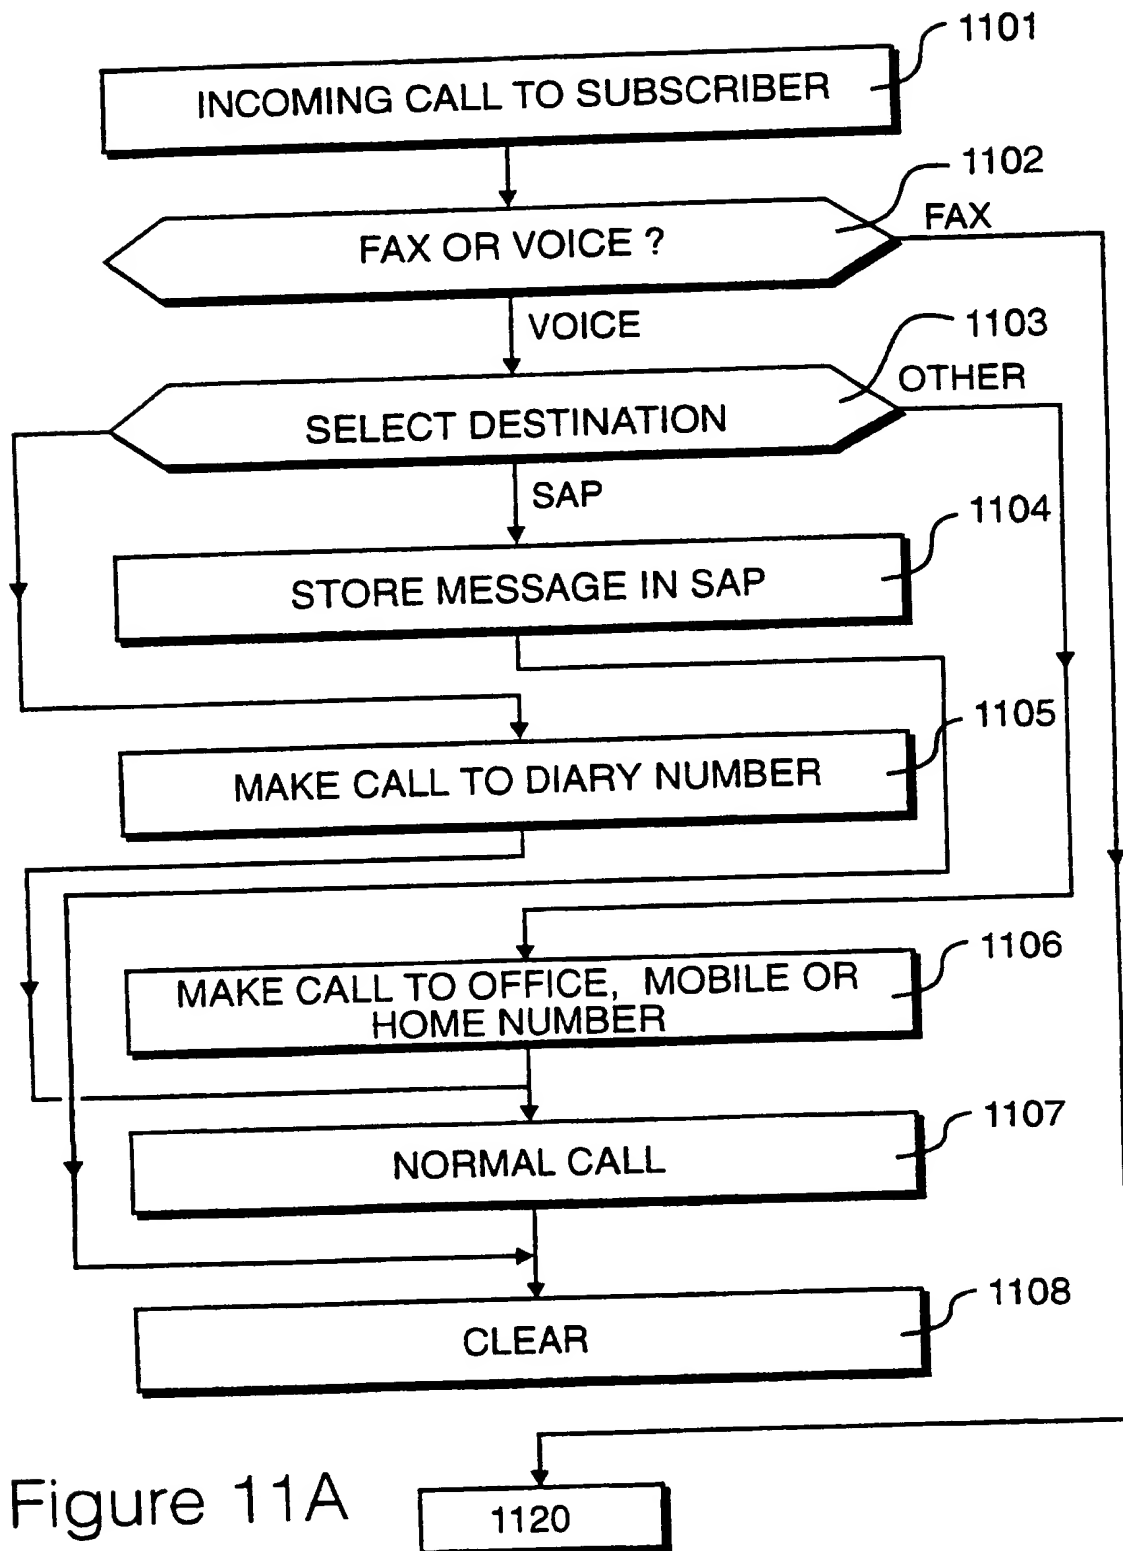 1101
INCOMING CALL TO SUBSCRIBER
1102
FAX OR VOICE ?
FAX
VOICE
1103
OTHER
SELECT DESTINATION
SAP
1104
STORE MESSAGE IN SAP
1105
MAKE CALL TO DIARY NUMBER
1106
MAKE CALL TO OFFICE, MOBILE OR
HOME NUMBER
1107
NORMAL CALL
1108
CLEAR
Figure 11A
1120